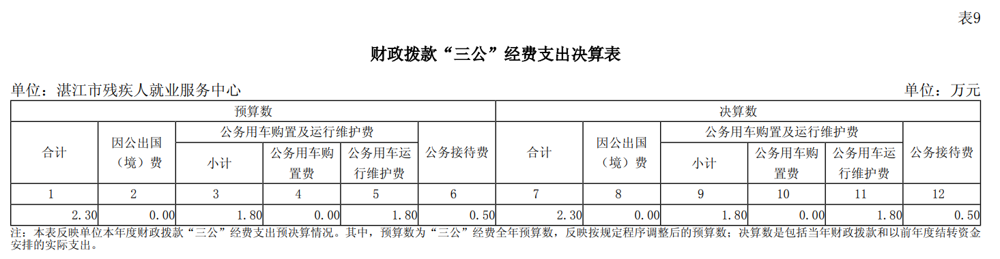 表9
财政拨款“三公”经费支出决算表
单位：湛江市残疾人就业服务中心 单位：万元
预算数 决算数
合计 因公出国（境）费 公务用车购置及运行维护费 公务接待费 合计 因公出国（境）费 公务用车购置及运行维护费 公务接待费
小计 公务用车购置费 公务用车运行维护费 小计 公务用车购置费 公务用车运行维护费
1 2 3 4 5 6 7 8 9 10 11 12
2.30 0.00 1.80 0.00 1.80 0.50 2.30 0.00 1.80 0.00 1.80 0.50
注：本表反映单位本年度财政拨款“三公”经费支出预决算情况。其中，预算数为“三公”经费全年预算数，反映按规定程序调整后的预算数；决算数是包括当年财政拨款和以前年度结转资金
安排的实际支出。